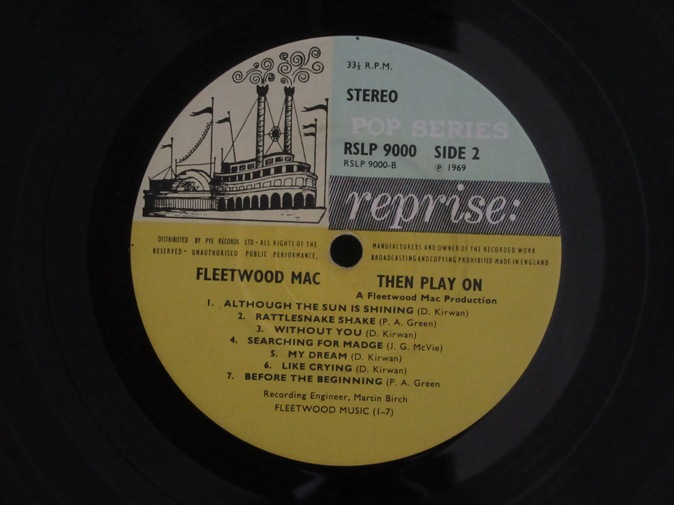 33⅓ R.P.M.
STEREO
POP SERIES
RSLP 9000 SIDE 2
RSLP 9000-B ℗ 1969
reprise:
DISTRIBUTED BY PYE RECORDS LTD · ALL RIGHTS OF THE MANUFACTURERS AND OWNER OF THE RECORDED WORK
RESERVED · UNAUTHORISED PUBLIC PERFORMANCE, BROADCASTING AND COPYING PROHIBITED MADE IN ENGLAND
FLEETWOOD MAC THEN PLAY ON
A Fleetwood Mac Production
1. ALTHOUGH THE SUN IS SHINING (D. Kirwan)
2. RATTLESNAKE SHAKE (P. A. Green)
3. WITHOUT YOU (D. Kirwan)
4. SEARCHING FOR MADGE (J. G. McVie)
5. MY DREAM (D. Kirwan)
6. LIKE CRYING (D. Kirwan)
7. BEFORE THE BEGINNING (P. A. Green
Recording Engineer, Martin Birch
FLEETWOOD MUSIC (1-7)